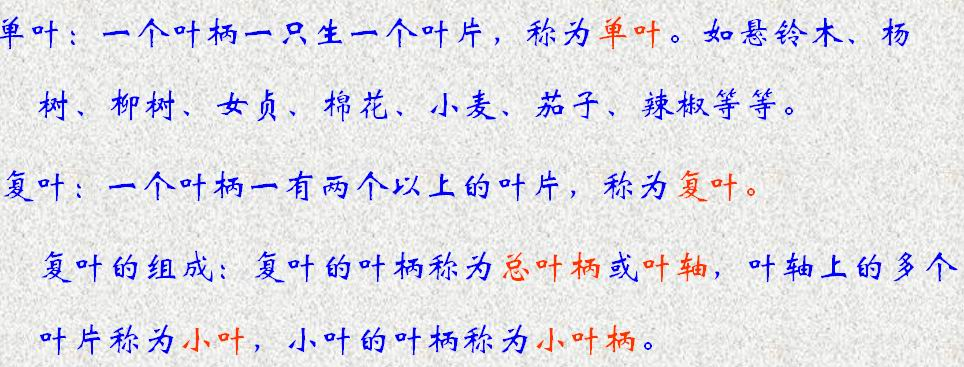 单叶：一个叶柄一只生一个叶片，称为单叶。如悬铃木、杨
树、柳树、女贞、棉花、小麦、茄子、辣椒等等。
复叶：一个叶柄一有两个以上的叶片，称为复叶。
复叶的组成：复叶的叶柄称为总叶柄或叶轴，叶轴上的多个
叶片称为小叶，小叶的叶柄称为小叶柄。